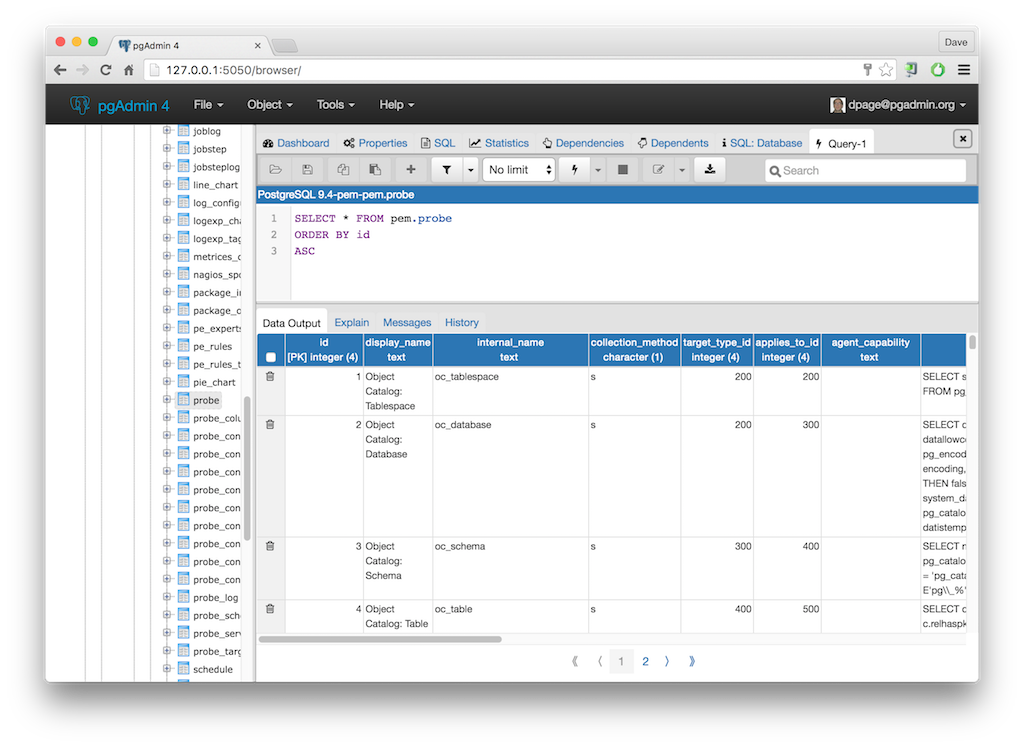 pgAdmin 4
Dave
127.0.0.1:5050/browser/
pgAdmin 4 File Object Tools Help dpage@pgadmin.org
joblog
jobstep
jobsteplog
line_chart
log_config
logexp_cha
logexp_tag
metrices_c
nagios_spo
package_in
package_o
pe_experts
pe_rules
pe_rules_t
pie_chart
probe
probe_colu
probe_con
probe_con
probe_con
probe_con
probe_con
probe_con
probe_con
probe_con
probe_con
probe_log
probe_sch
probe_serv
probe_targ
schedule
Dashboard Properties SQL Statistics Dependencies Dependents SQL: Database Query-1
No limit Search
PostgreSQL 9.4-pem-pem.probe
1 SELECT * FROM pem.probe
2 ORDER BY id
3 ASC
Data Output Explain Messages History
id display_name internal_name collection_method target_type_id applies_to_id agent_capability
[PK] integer (4) text text character (1) integer (4) integer (4) text
1 Object oc_tablespace s 200 200 SELECT s
Catalog: FROM pg_
Tablespace
2 Object oc_database s 200 300 SELECT d
Catalog: datallowco
Database pg_encod
encoding,
THEN fals
system_da
pg_catalo
datistemp
3 Object oc_schema s 300 400 SELECT n
Catalog: pg_catalo
Schema = 'pg_cata
E'pg\\_%'
4 Object oc_table s 400 500 SELECT c
Catalog: Table c.relhaspk
《 〈 1 2 〉 》